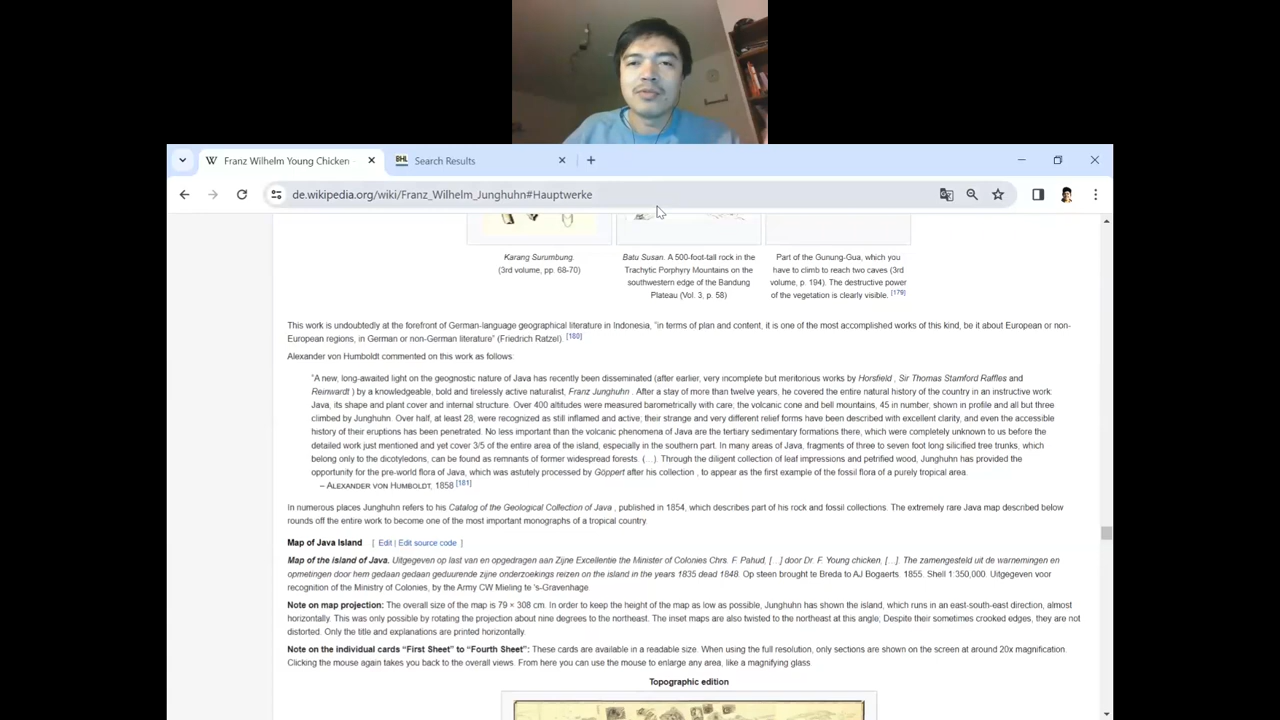 Franz Wilhelm Young Chicken
BHL Search Results
de.wikipedia.org/wiki/Franz_Wilhelm_Junghuhn#Hauptwerke
Karang Surumbung.
(3rd volume, pp. 68-70)
Batu Susan. A 500-foot-tall rock in the
Trachytic Porphyry Mountains on the
southwestern edge of the Bandung
Plateau (Vol. 3, p. 58)
Part of the Gunung-Gua, which you
have to climb to reach two caves (3rd
volume, p. 194). The destructive power
of the vegetation is clearly visible. [179]
This work is undoubtedly at the forefront of German-language geographical literature in Indonesia, "in terms of plan and content, it is one of the most accomplished works of this kind, be it about European or non-
European regions, in German or non-German literature" (Friedrich Ratzel). [180]
Alexander von Humboldt commented on this work as follows:
"A new, long-awaited light on the geognostic nature of Java has recently been disseminated (after earlier, very incomplete but meritorious works by Horsfield , Sir Thomas Stamford Raffles and
Reinwardt ) by a knowledgeable, bold and tirelessly active naturalist, Franz Junghuhn . After a stay of more than twelve years, he covered the entire natural history of the country in an instructive work:
Java, its shape and plant cover and internal structure. Over 400 altitudes were measured barometrically with care; the volcanic cone and bell mountains, 45 in number, shown in profile and all but three
climbed by Junghuhn. Over half, at least 28, were recognized as still inflamed and active; their strange and very different relief forms have been described with excellent clarity, and even the accessible
history of their eruptions has been penetrated. No less important than the volcanic phenomena of Java are the tertiary sedimentary formations there, which were completely unknown to us before the
detailed work just mentioned and yet cover 3/5 of the entire area of the island, especially in the southern part. In many areas of Java, fragments of three to seven foot long silicified tree trunks, which
belong only to the dicotyledons, can be found as remnants of former widespread forests. (…). Through the diligent collection of leaf impressions and petrified wood, Junghuhn has provided the
opportunity for the pre-world flora of Java, which was astutely processed by Göppert after his collection , to appear as the first example of the fossil flora of a purely tropical area.
– ALEXANDER VON HUMBOLDT, 1858 [181]
In numerous places Junghuhn refers to his Catalog of the Geological Collection of Java , published in 1854, which describes part of his rock and fossil collections. The extremely rare Java map described below
rounds off the entire work to become one of the most important monographs of a tropical country.
Map of Java Island [ Edit | Edit source code ]
Map of the island of Java. Uitgegeven op last van en opgedragen aan Zijne Excellentie the Minister of Colonies Chrs. F. Pahud, [...] door Dr. F. Young chicken, [...]. The zamengesteld uit de warnemingen en
opmetingen door hem gedaan gedaan geduurende zijne onderzoekings reizen on the island in the years 1835 dead 1848. Op steen brought te Breda to AJ Bogaerts. 1855. Shell 1:350,000. Uitgegeven voor
recognition of the Ministry of Colonies, by the Army CW Mieling te 's-Gravenhage.
Note on map projection: The overall size of the map is 79 × 308 cm. In order to keep the height of the map as low as possible, Junghuhn has shown the island, which runs in an east-south-east direction, almost
horizontally. This was only possible by rotating the projection about nine degrees to the northeast. The inset maps are also twisted to the northeast at this angle; Despite their sometimes crooked edges, they are not
distorted. Only the title and explanations are printed horizontally.
Note on the individual cards "First Sheet" to "Fourth Sheet": These cards are available in a readable size. When using the full resolution, only sections are shown on the screen at around 20x magnification.
Clicking the mouse again takes you back to the overall views. From here you can use the mouse to enlarge any area, like a magnifying glass.
Topographic edition